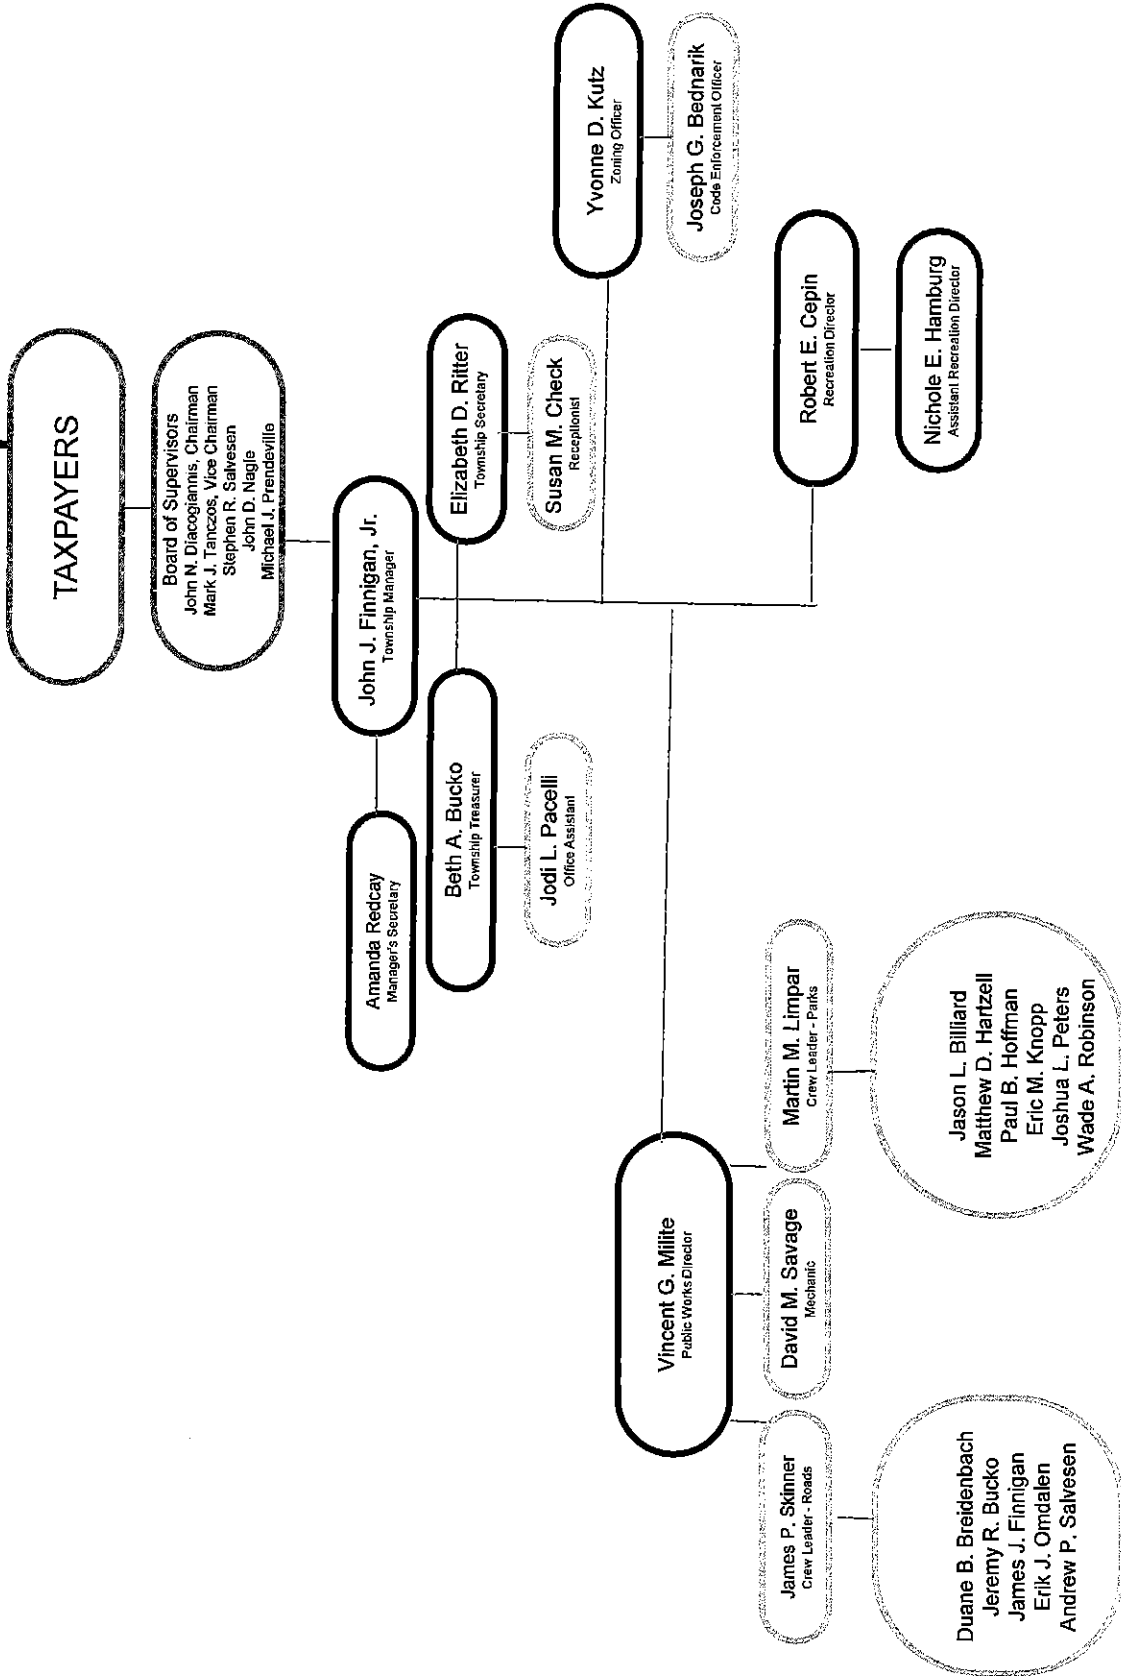 TAXPAYERS
Board of Supervisors
John N. Diacogiannis, Chairman
Mark J. Tanczos, Vice Chairman
Stephen R. Salvesen
John D. Nagle
Michael J. Prendeville
John J. Finnigan, Jr.
Township Manager
Amanda Redcay
Manager's Secretary
Beth A. Bucko
Township Treasurer
Elizabeth D. Ritter
Township Secretary
Jodi L. Pacelli
Office Assistant
Susan M. Check
Receptionist
Yvonne D. Kutz
Zoning Officer
Joseph G. Bednarik
Code Enforcement Officer
Vincent G. Milite
Public Works Director
Robert E. Cepin
Recreation Director
Nichole E. Hamburg
Assistant Recreation Director
James P. Skinner
Crew Leader - Roads
David M. Savage
Mechanic
Martin M. Limpar
Crew Leader - Parks
Duane B. Breidenbach
Jeremy R. Bucko
James J. Finnigan
Erik J. Omdalen
Andrew P. Salvesen
Jason L. Billiard
Matthew D. Hartzell
Paul B. Hoffman
Eric M. Knopp
Joshua L. Peters
Wade A. Robinson